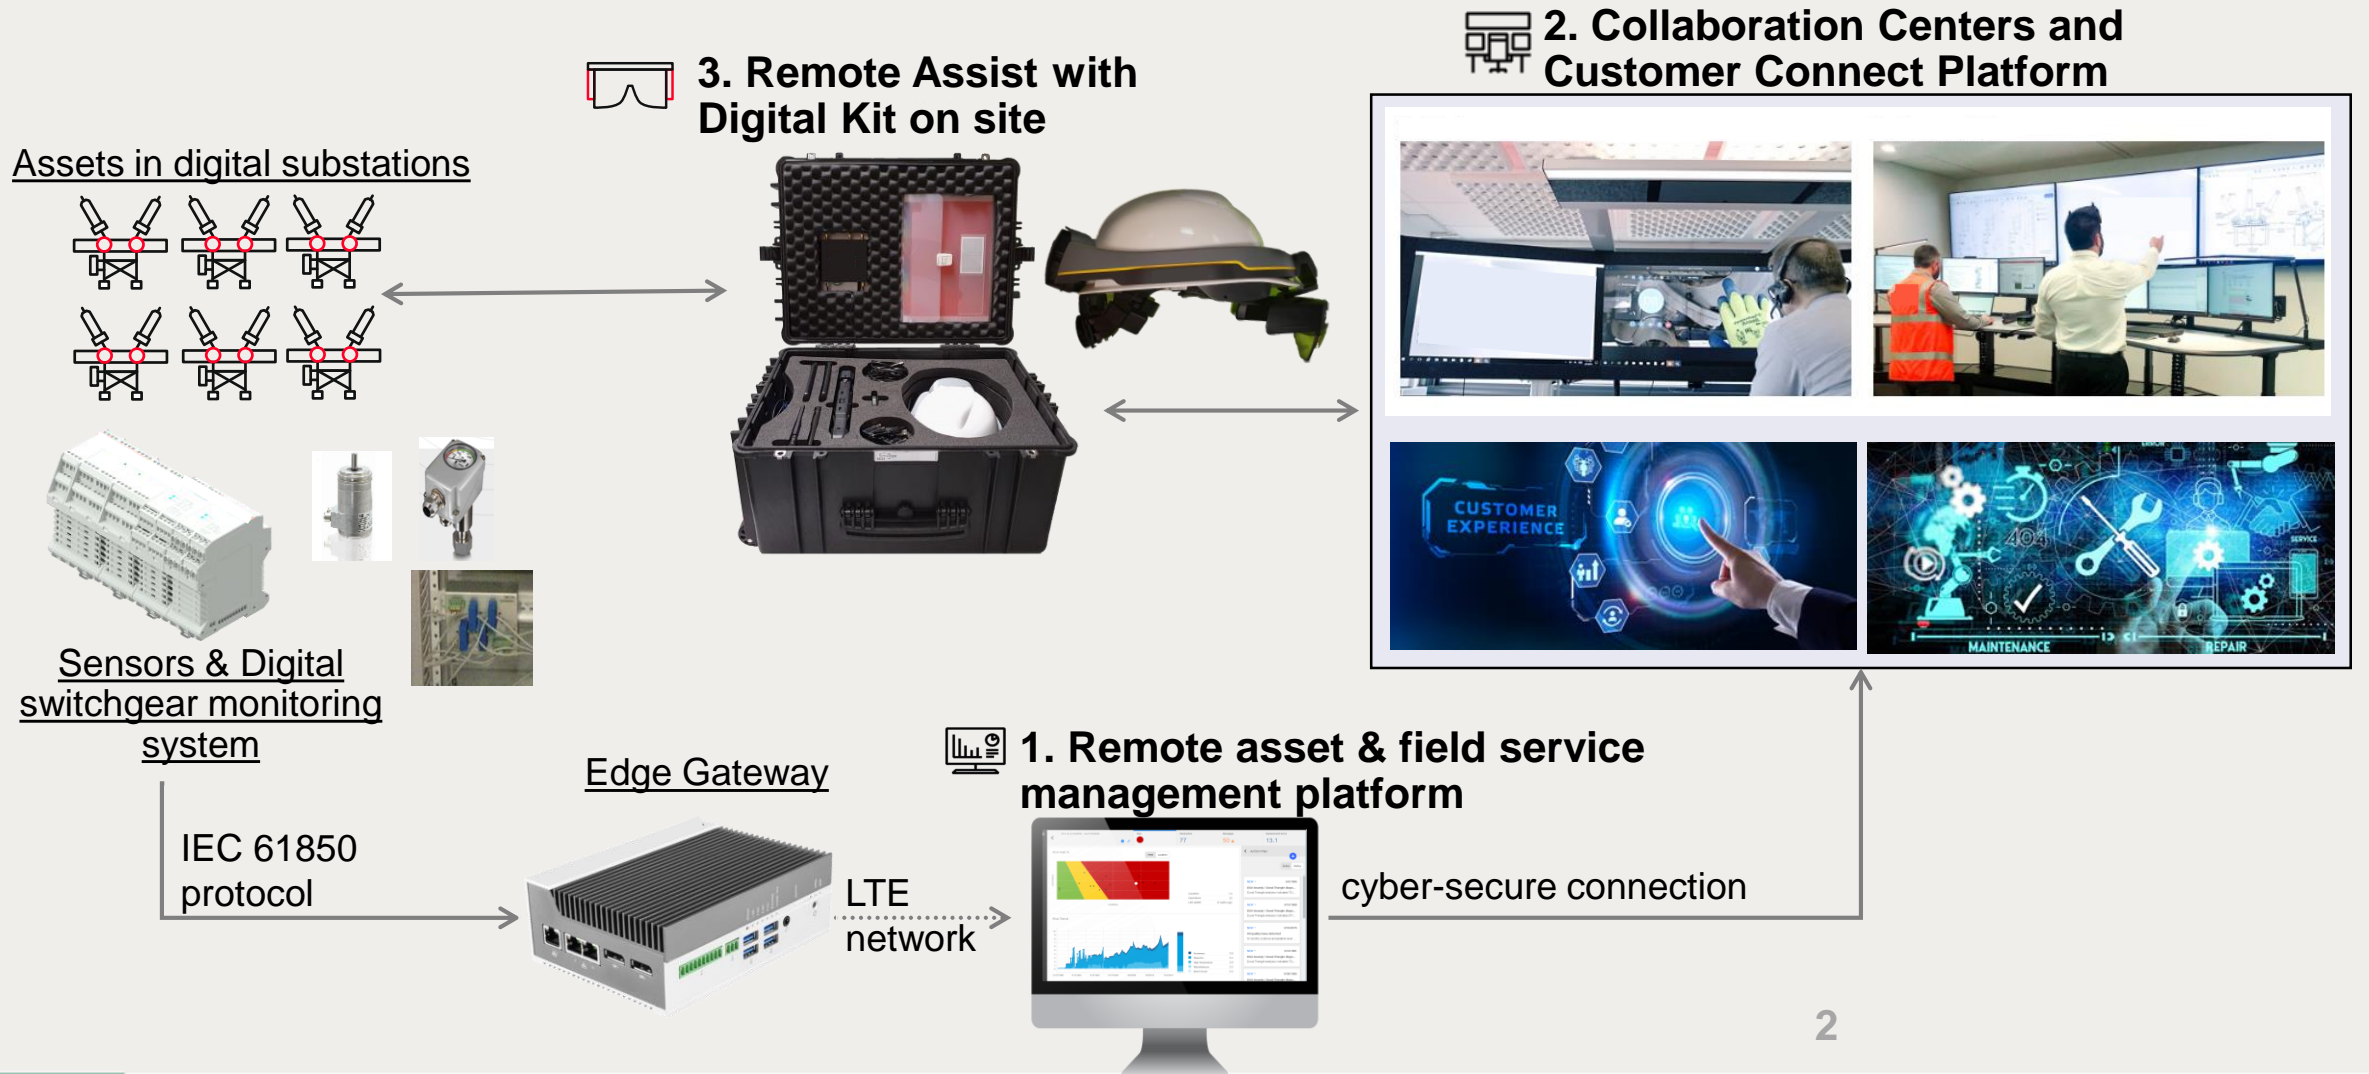 2. Collaboration Centers and
Customer Connect Platform
3. Remote Assist with
Digital Kit on site
Assets in digital substations
CUSTOMER
EXPERIENCE
404
SERVICE
MAINTENANCE
REPAIR
Sensors & Digital
switchgear monitoring
system
1. Remote asset & field service
management platform
Edge Gateway
IEC 61850
protocol
LTE
network
cyber-secure connection
2